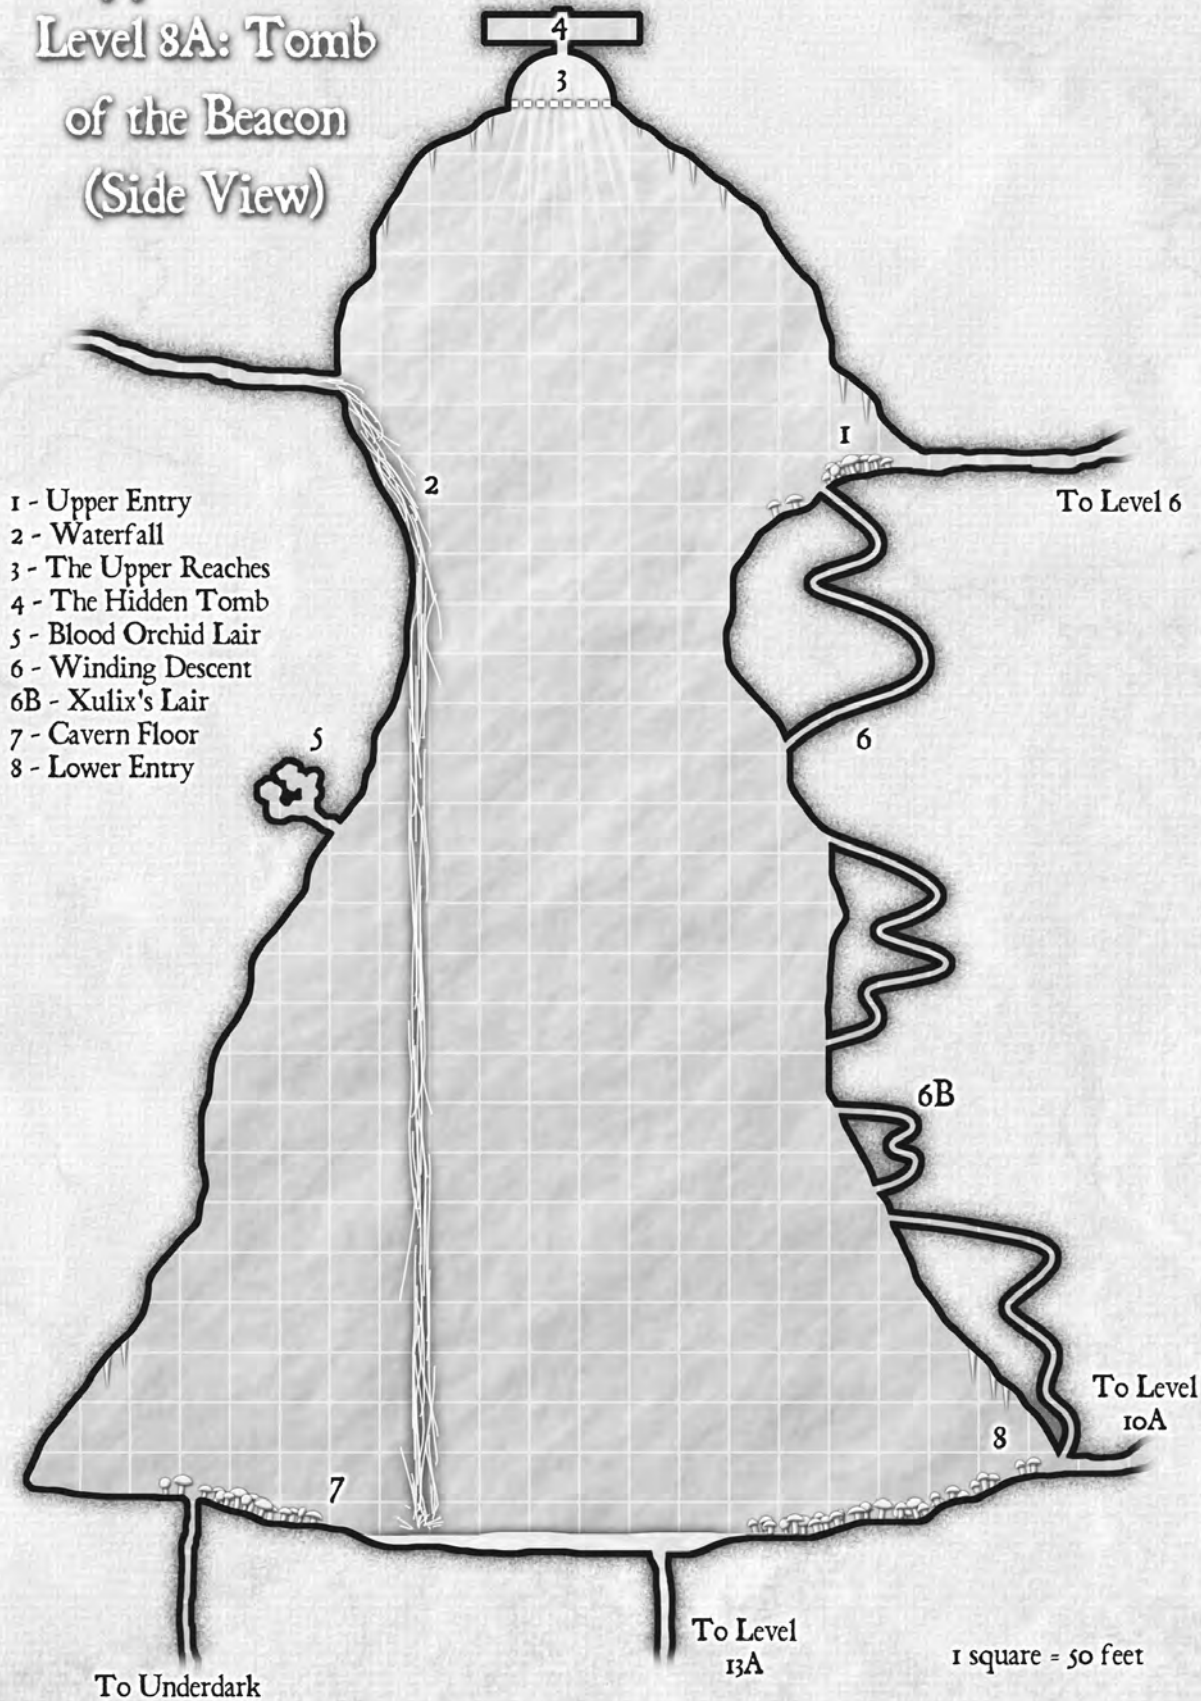 Level 8A: Tomb
of the Beacon
(Side View)
4
3
1
To Level 6
2
1 - Upper Entry
2 - Waterfall
3 - The Upper Reaches
4 - The Hidden Tomb
5 - Blood Orchid Lair
6 - Winding Descent
6B - Xulix's Lair
7 - Cavern Floor
8 - Lower Entry
5
6
6B
To Level
10A
8
7
To Level
13A
1 square = 50 feet
To Underdark